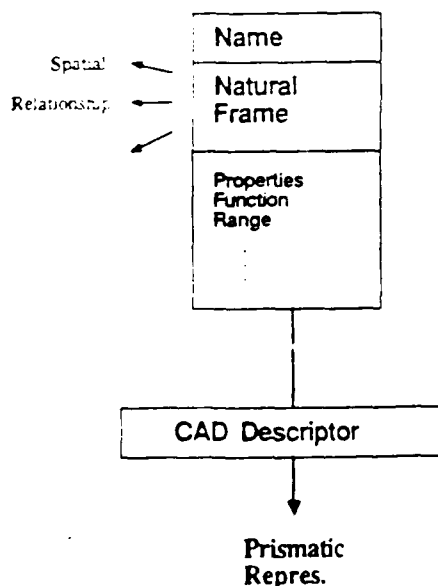 Name
Spatial
Relationship
Natural
Frame
Properties
Function
Range
CAD Descriptor
Prismatic
Repres.